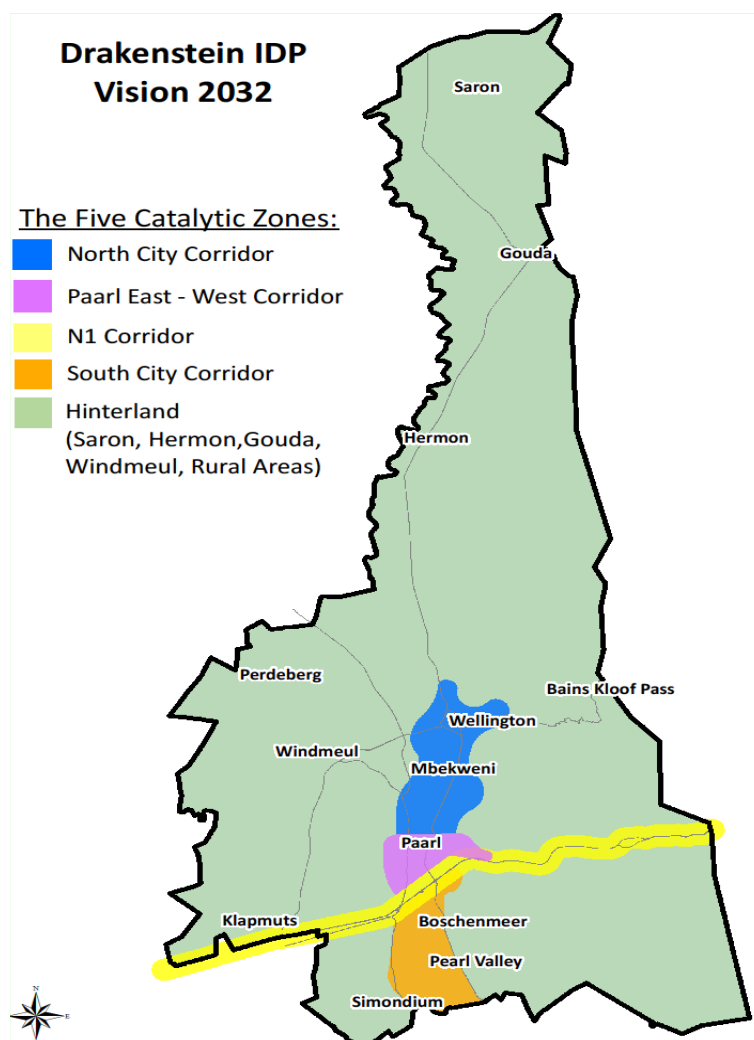 Drakenstein IDP
Vision 2032
Saron
The Five Catalytic Zones:
North City Corridor
Gouda
Paarl East - West Corridor
N1 Corridor
South City Corridor
Hinterland
(Saron, Hermon,Gouda,
Windmeul, Rural Areas)
Hermon
Perdeberg
Bains Kloof Pass
Wellington
Windmeul
Mbekweni
Paarl
Klapmuts
Boschenmeer
Pearl Valley
Simondium
N
E